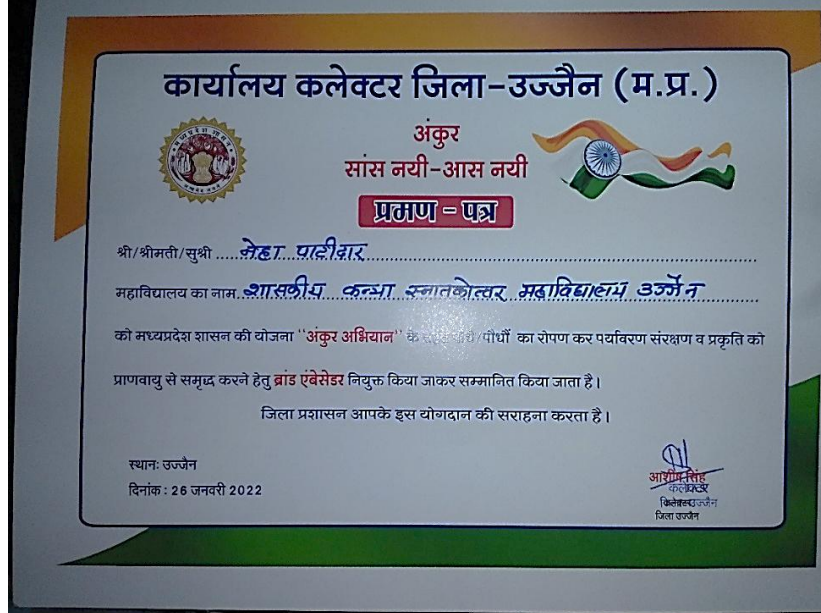 कार्यालय कलेक्टर जिला-उज्जैन (म.प्र.)
अंकुर
सांस नयी-आस नयी
प्रमण - पत्र
श्री/श्रीमती/सुश्री ..... मेहा पाटीदार
महाविद्यालय का नाम शासकीय कन्या स्नातकोत्तर महाविद्यालय उज्जैन
को मध्यप्रदेश शासन की योजना "अंकुर अभियान" के /पौधौं का रोपण कर पर्यावरण संरक्षण व प्रकृति को
प्राणवायु से समृद्ध करने हेतु ब्रांड एंबेसेडर नियुक्त किया जाकर सम्मानित किया जाता है।
जिला प्रशासन आपके इस योगदान की सराहना करता है।
स्थानः उज्जैन
दिनांक : 26 जनवरी 2022
आशीष सिंह
कलेक्टर
जिला उज्जैन